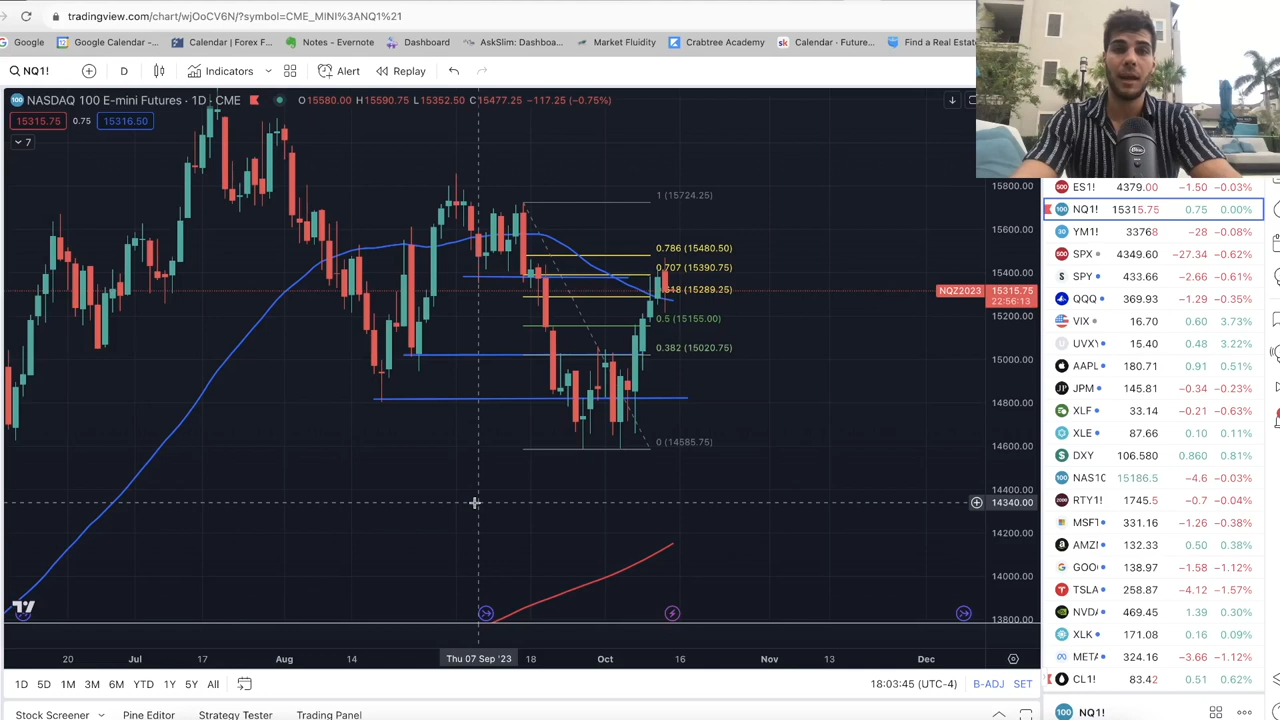 tradingview.com/chart/wjOoCV6N/?symbol=CME_MINI%3ANQ1%21
Google Google Calendar -... Calendar | Forex F... Notes - Evernote Dashboard AskSlim: Dashboa... Market Fluidity Crabtree Academy Calendar · Future... Find a Real Estate
NQ1! D Indicators Alert Replay
NASDAQ 100 E-mini Futures · 1D · CME O15580.00 H15590.75 L15352.50 C15477.25 −117.25 (−0.75%)
15315.75 0.75 15316.50
7
1 (15724.25)
0.786 (15480.50)
0.707 (15390.75)
.618 (15289.25)
0.5 (15155.00)
0.382 (15020.75)
0 (14585.75)
15800.00
15600.00
15400.00
NQZ2023 15315.75
22:56:13
15200.00
15000.00
14800.00
14600.00
14400.00
14340.00
14200.00
14000.00
13800.00
20 Jul 17 Aug 14 Thu 07 Sep '23 18 Oct 16 Nov 13 Dec
1D 5D 1M 3M 6M YTD 1Y 5Y All 18:03:45 (UTC-4) B-ADJ SET
Stock Screener Pine Editor Strategy Tester Trading Panel
ES1! 4379.00 −1.50 −0.03%
NQ1! 15315.75 0.75 0.00%
YM1! 33768 −28 −0.08%
SPX 4349.60 −27.34 −0.62%
SPY 433.66 −2.66 −0.61%
QQQ 369.93 −1.29 −0.35%
VIX 16.70 0.60 3.73%
UVXY 15.40 0.48 3.22%
AAPL 180.71 0.91 0.51%
JPM 145.81 −0.34 −0.23%
XLF 33.14 −0.21 −0.63%
XLE 87.66 0.10 0.11%
DXY 106.580 0.860 0.81%
NAS10 15186.5 −4.6 −0.03%
RTY1! 1745.5 −0.7 −0.04%
MSFT 331.16 −1.26 −0.38%
AMZN 132.33 0.50 0.38%
GOO 138.97 −1.58 −1.12%
TSLA 258.87 −4.12 −1.57%
NVDA 469.45 1.39 0.30%
XLK 171.08 0.16 0.09%
META 324.16 −3.66 −1.12%
CL1! 83.42 0.51 0.62%
NQ1!